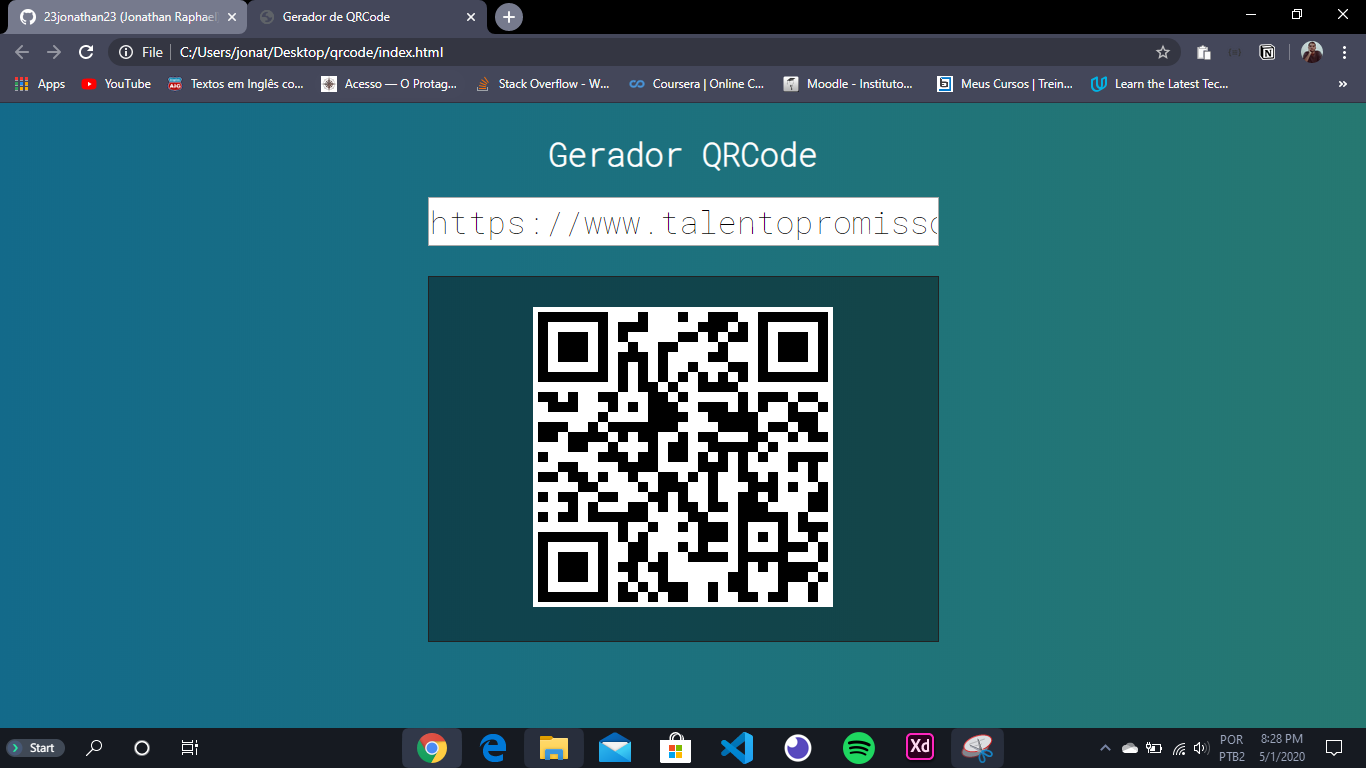 23jonathan23 (Jonathan Raphael
Gerador de QRCode
File
C:/Users/jonat/Desktop/qrcode/index.html
Apps
YouTube
Textos em Inglês co...
Acesso — O Protag...
Stack Overflow - W...
Coursera | Online C...
Moodle - Instituto...
Meus Cursos | Trein...
Learn the Latest Tec...
»
Gerador QRCode
https://www.talentopromisso
Start
Xd
POR
PTB2
8:28 PM
5/1/2020